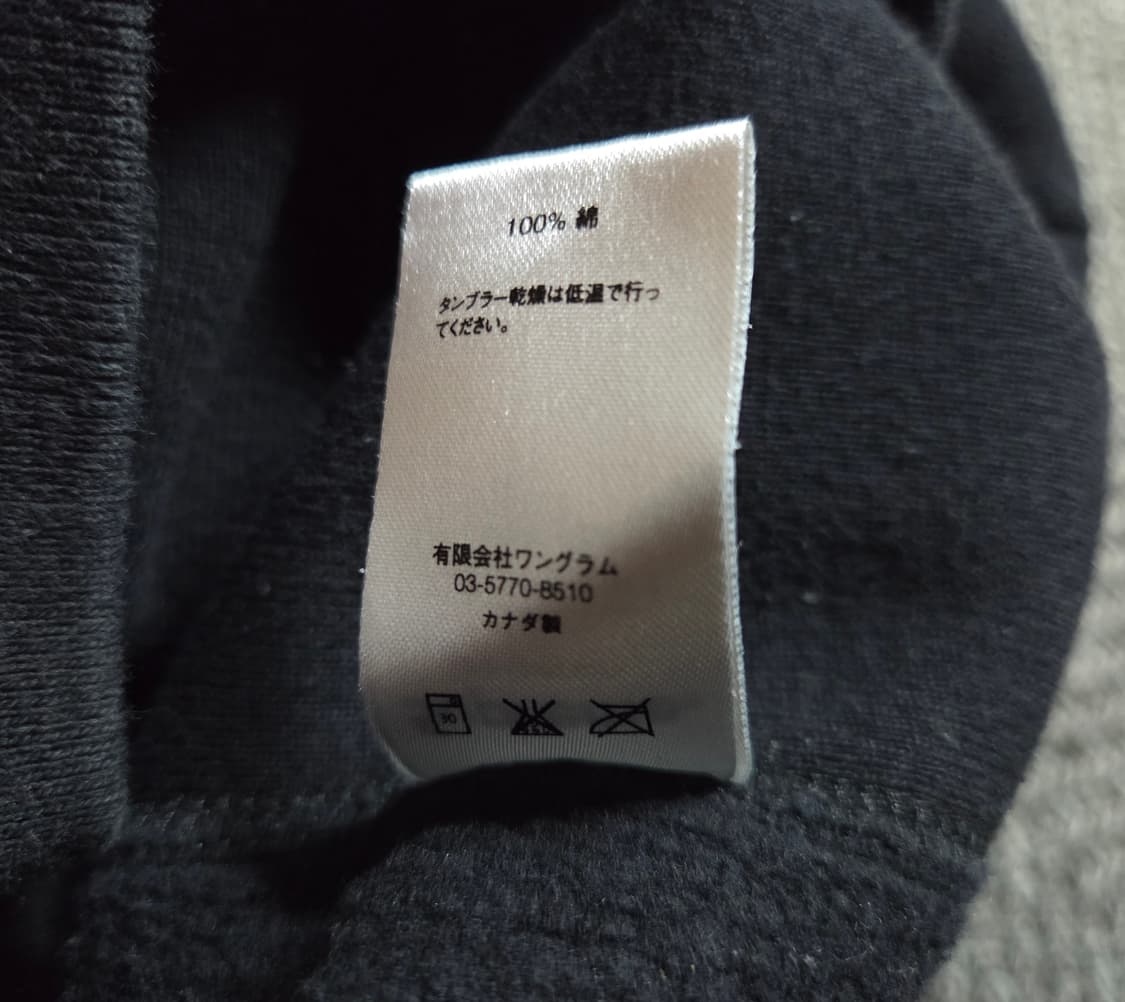 100% 綿
タンブラー乾燥は低温で行っ
てください。
有限会社ワングラム
03-5770-8510
カナダ製
30